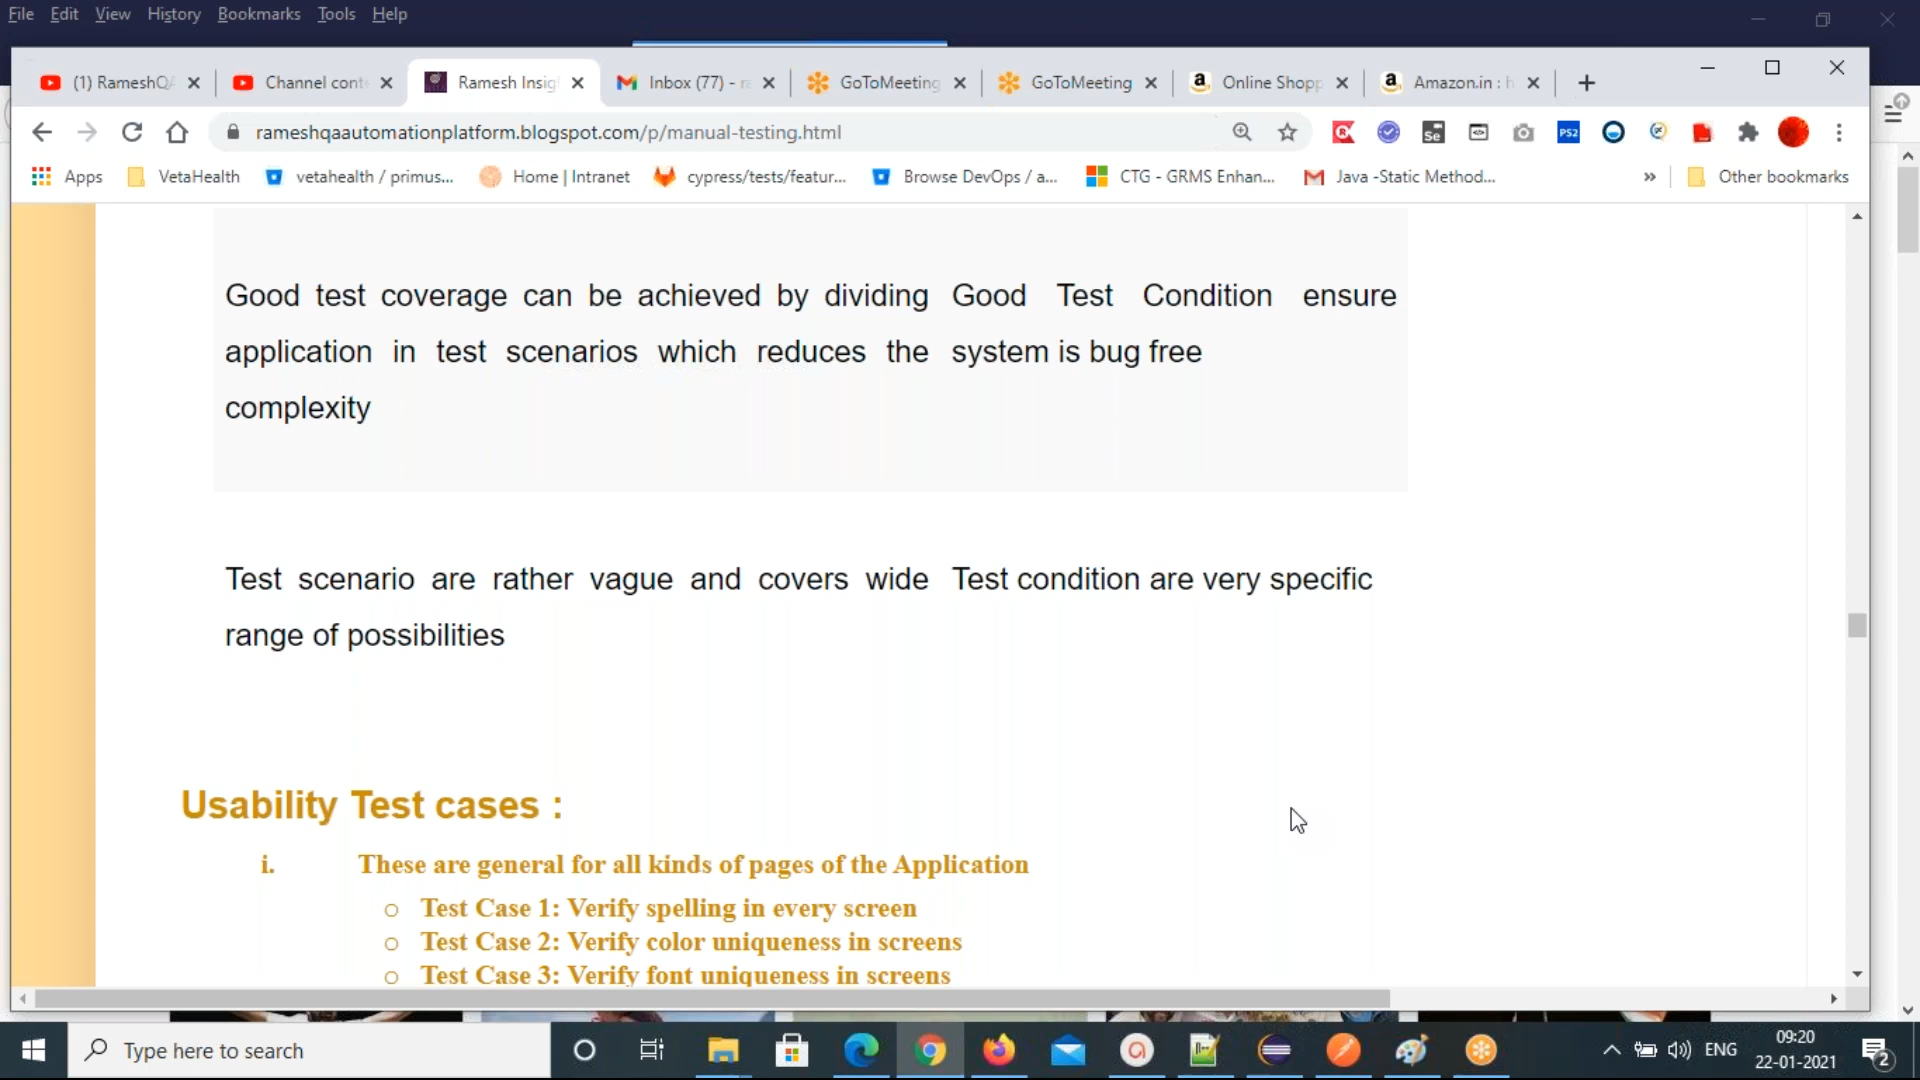 File Edit View History Bookmarks Tools Help
(1) RameshQA
Channel conte
Ramesh Insig
Inbox (77) - r
GoToMeeting
GoToMeeting
Online Shopp
Amazon.in : h
rameshqaautomationplatform.blogspot.com/p/manual-testing.html
Apps VetaHealth vetahealth / primus... Home | Intranet cypress/tests/featur... Browse DevOps / a... CTG - GRMS Enhan... Java -Static Method... » Other bookmarks
Good test coverage can be achieved by dividing
application in test scenarios which reduces the
complexity
Good Test Condition ensure
system is bug free
Test scenario are rather vague and covers wide
range of possibilities
Test condition are very specific
Usability Test cases :
i. These are general for all kinds of pages of the Application
o Test Case 1: Verify spelling in every screen
o Test Case 2: Verify color uniqueness in screens
o Test Case 3: Verify font uniqueness in screens
Type here to search
ENG
09:20
22-01-2021
2